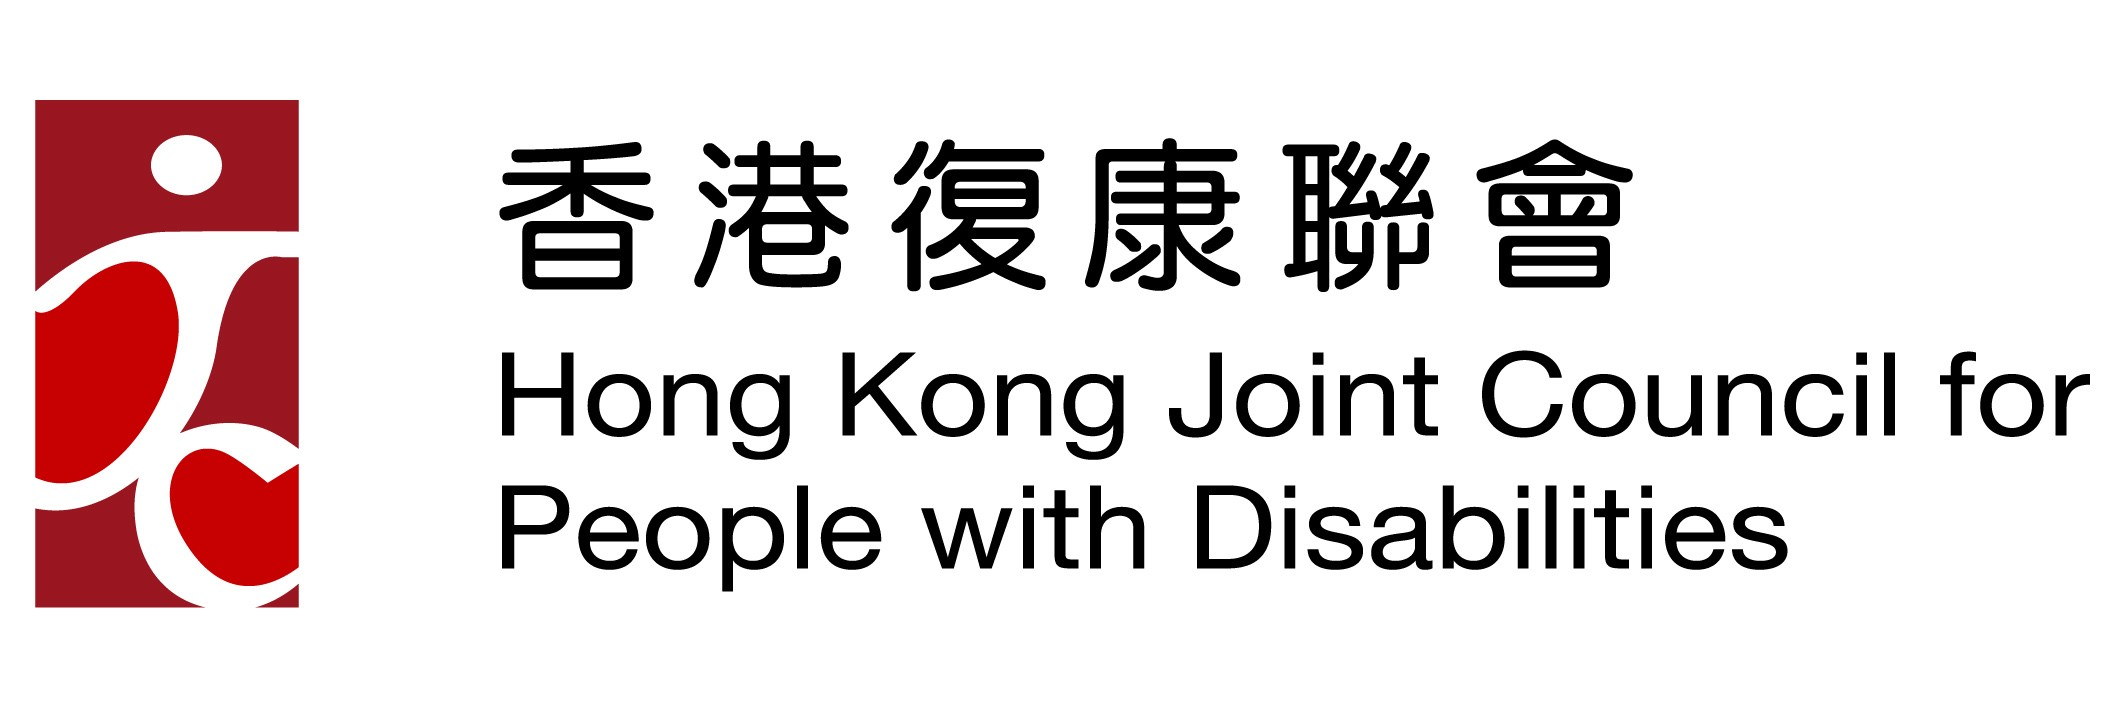 香港復康聯會
Hong Kong Joint Council for
People with Disabilities